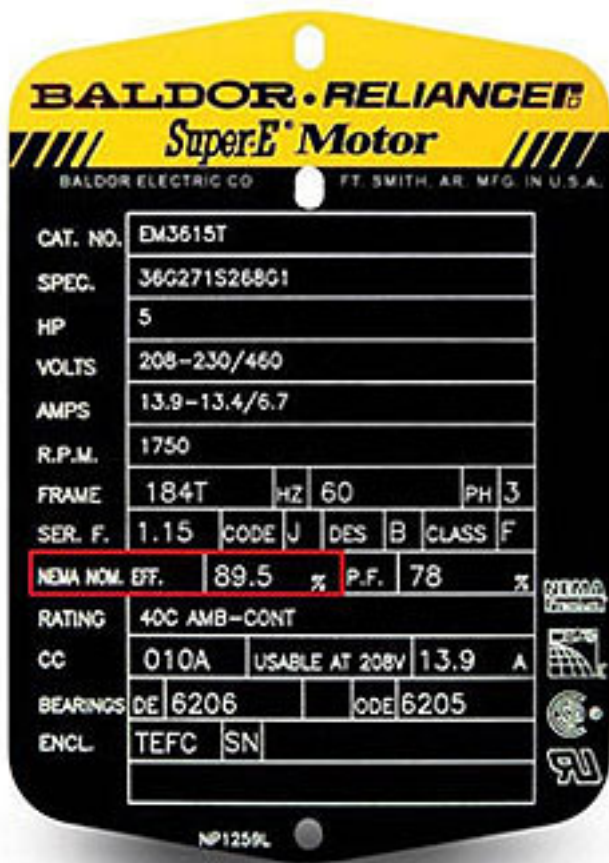 BALDOR • RELIANCE
Super-E® Motor
BALDOR ELECTRIC CO FT. SMITH, AR. MFG. IN U.S.A.
CAT. NO. EM3615T
SPEC. 36G271S268G1
HP 5
VOLTS 208-230/460
AMPS 13.9-13.4/6.7
R.P.M. 1750
FRAME 184T HZ 60 PH 3
SER. F. 1.15 CODE J DES B CLASS F
NEMA NOM. EFF. 89.5 % P.F. 78 %
RATING 40C AMB-CONT
NEMA
CC 010A USABLE AT 208V 13.9 A
BEARINGS DE 6206 ODE 6205
ENCL. TEFC SN
NP1259L